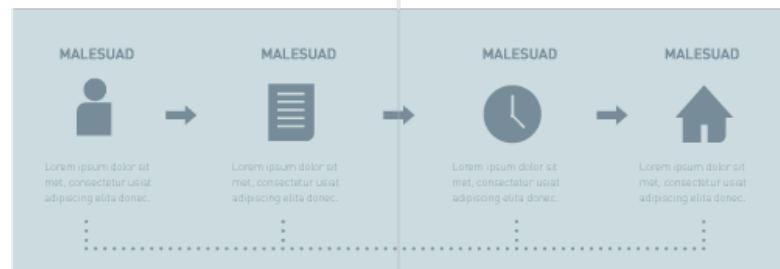 MALESUAD
Lorem ipsum dolor sit
met, consectetur usiat
adipiscing elita donec.
MALESUAD
Lorem ipsum dolor sit
met, consectetur usiat
adipiscing elita donec.
MALESUAD
Lorem ipsum dolor sit
met, consectetur usiat
adipiscing elita donec.
MALESUAD
Lorem ipsum dolor sit
met, consectetur usiat
adipiscing elita donec.